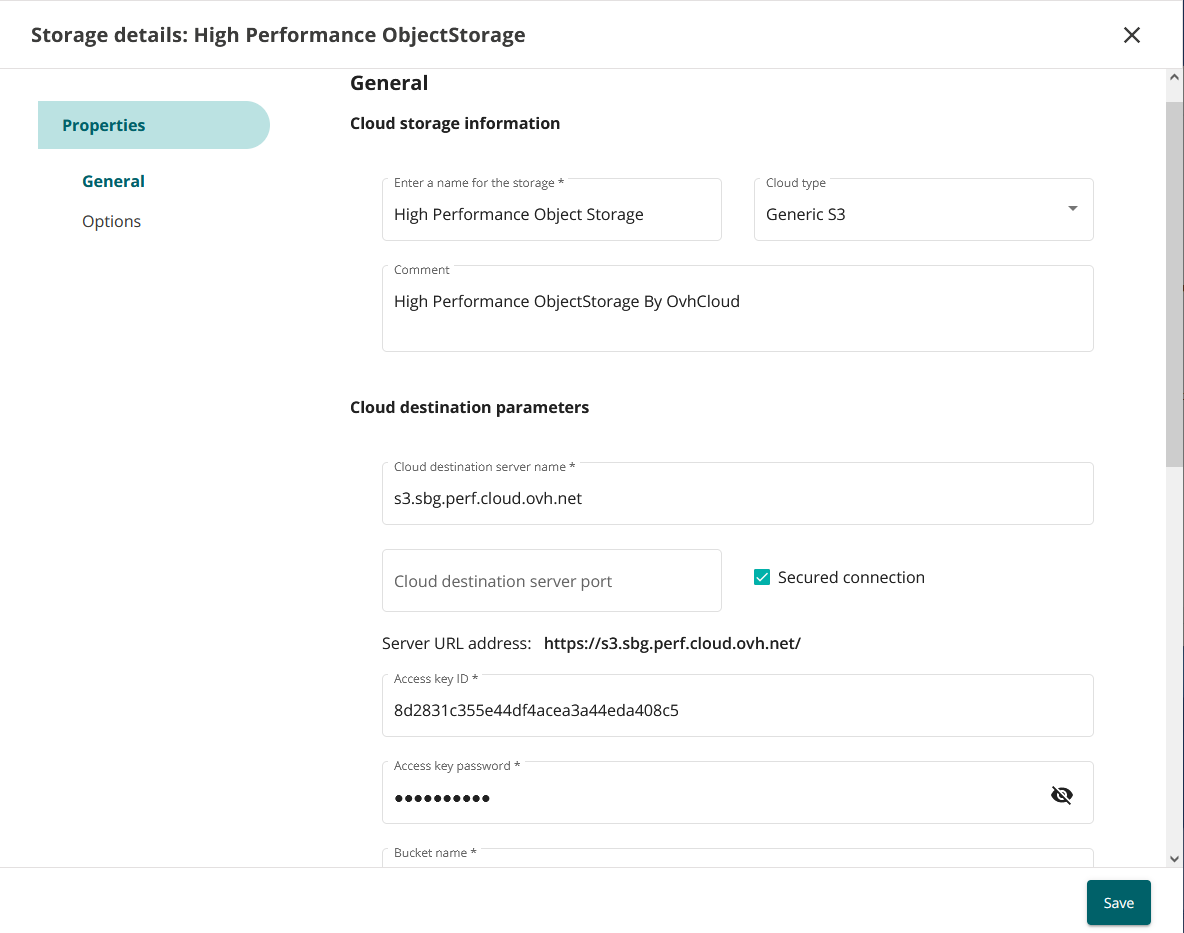 Storage details: High Performance ObjectStorage
Properties
General
Options
General
Cloud storage information
Enter a name for the storage *
High Performance Object Storage
Cloud type
Generic S3
Comment
High Performance ObjectStorage By OvhCloud
Cloud destination parameters
Cloud destination server name *
s3.sbg.perf.cloud.ovh.net
Cloud destination server port
Secured connection
Server URL address: https://s3.sbg.perf.cloud.ovh.net/
Access key ID *
8d2831c355e44df4acea3a44eda408c5
Access key password *
••••••••••
Bucket name *
Save